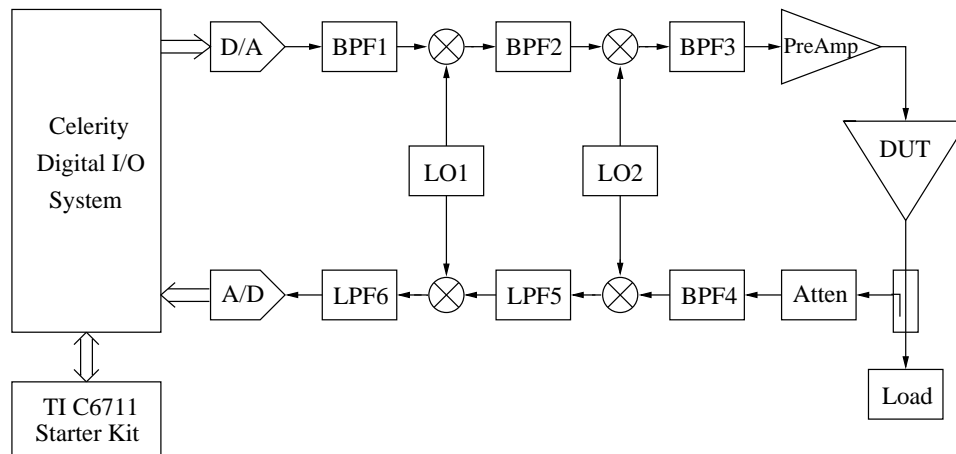 D/A
BPF1
BPF2
BPF3
PreAmp
Celerity
Digital I/O
System
LO1
LO2
DUT
A/D
LPF6
LPF5
BPF4
Atten
Load
TI C6711
Starter Kit